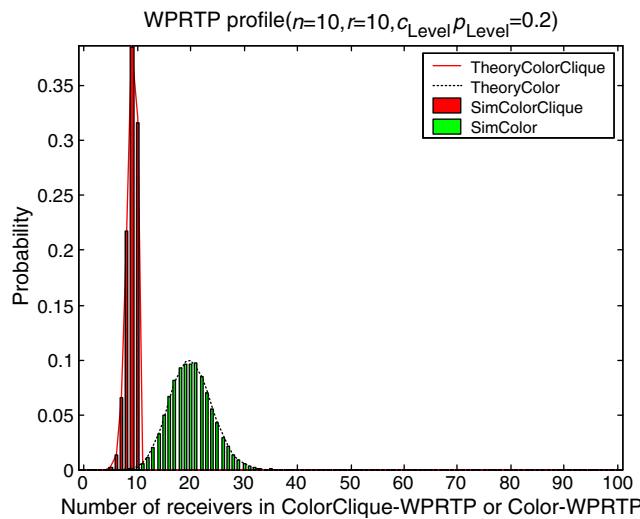 WPRTP profile(n=10,r=10,c_Level p_Level=0.2)
TheoryColorClique
TheoryColor
SimColorClique
SimColor
0.35
0.3
0.25
0.2
0.15
0.1
0.05
0
Probability
0 10 20 30 40 50 60 70 80 90 100
Number of receivers in ColorClique-WPRTP or Color-WPRTP